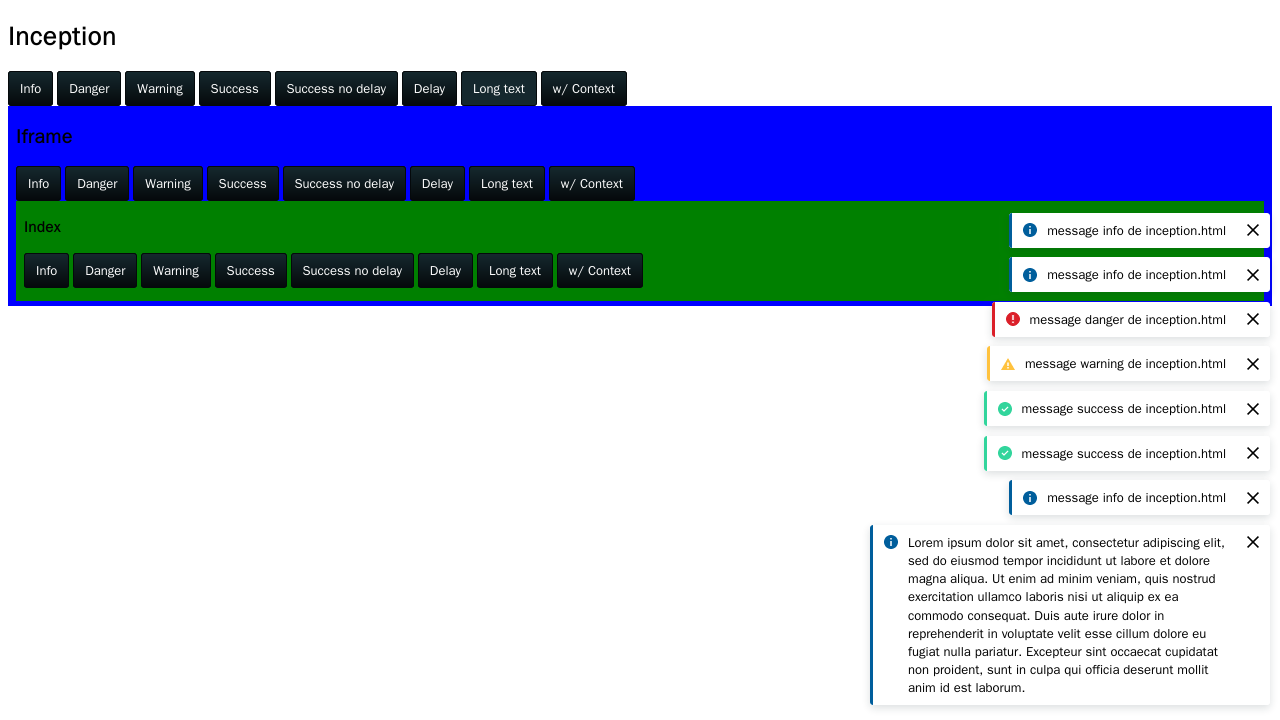 Inception
Info Danger Warning Success Success no delay Delay Long text w/ Context
Iframe
Info Danger Warning Success Success no delay Delay Long text w/ Context
Index
message info de inception.html
Info Danger Warning Success Success no delay Delay Long text w/ Context
message info de inception.html
message danger de inception.html
message warning de inception.html
message success de inception.html
message success de inception.html
message info de inception.html
Lorem ipsum dolor sit amet, consectetur adipiscing elit,
sed do eiusmod tempor incididunt ut labore et dolore
magna aliqua. Ut enim ad minim veniam, quis nostrud
exercitation ullamco laboris nisi ut aliquip ex ea
commodo consequat. Duis aute irure dolor in
reprehenderit in voluptate velit esse cillum dolore eu
fugiat nulla pariatur. Excepteur sint occaecat cupidatat
non proident, sunt in culpa qui officia deserunt mollit
anim id est laborum.